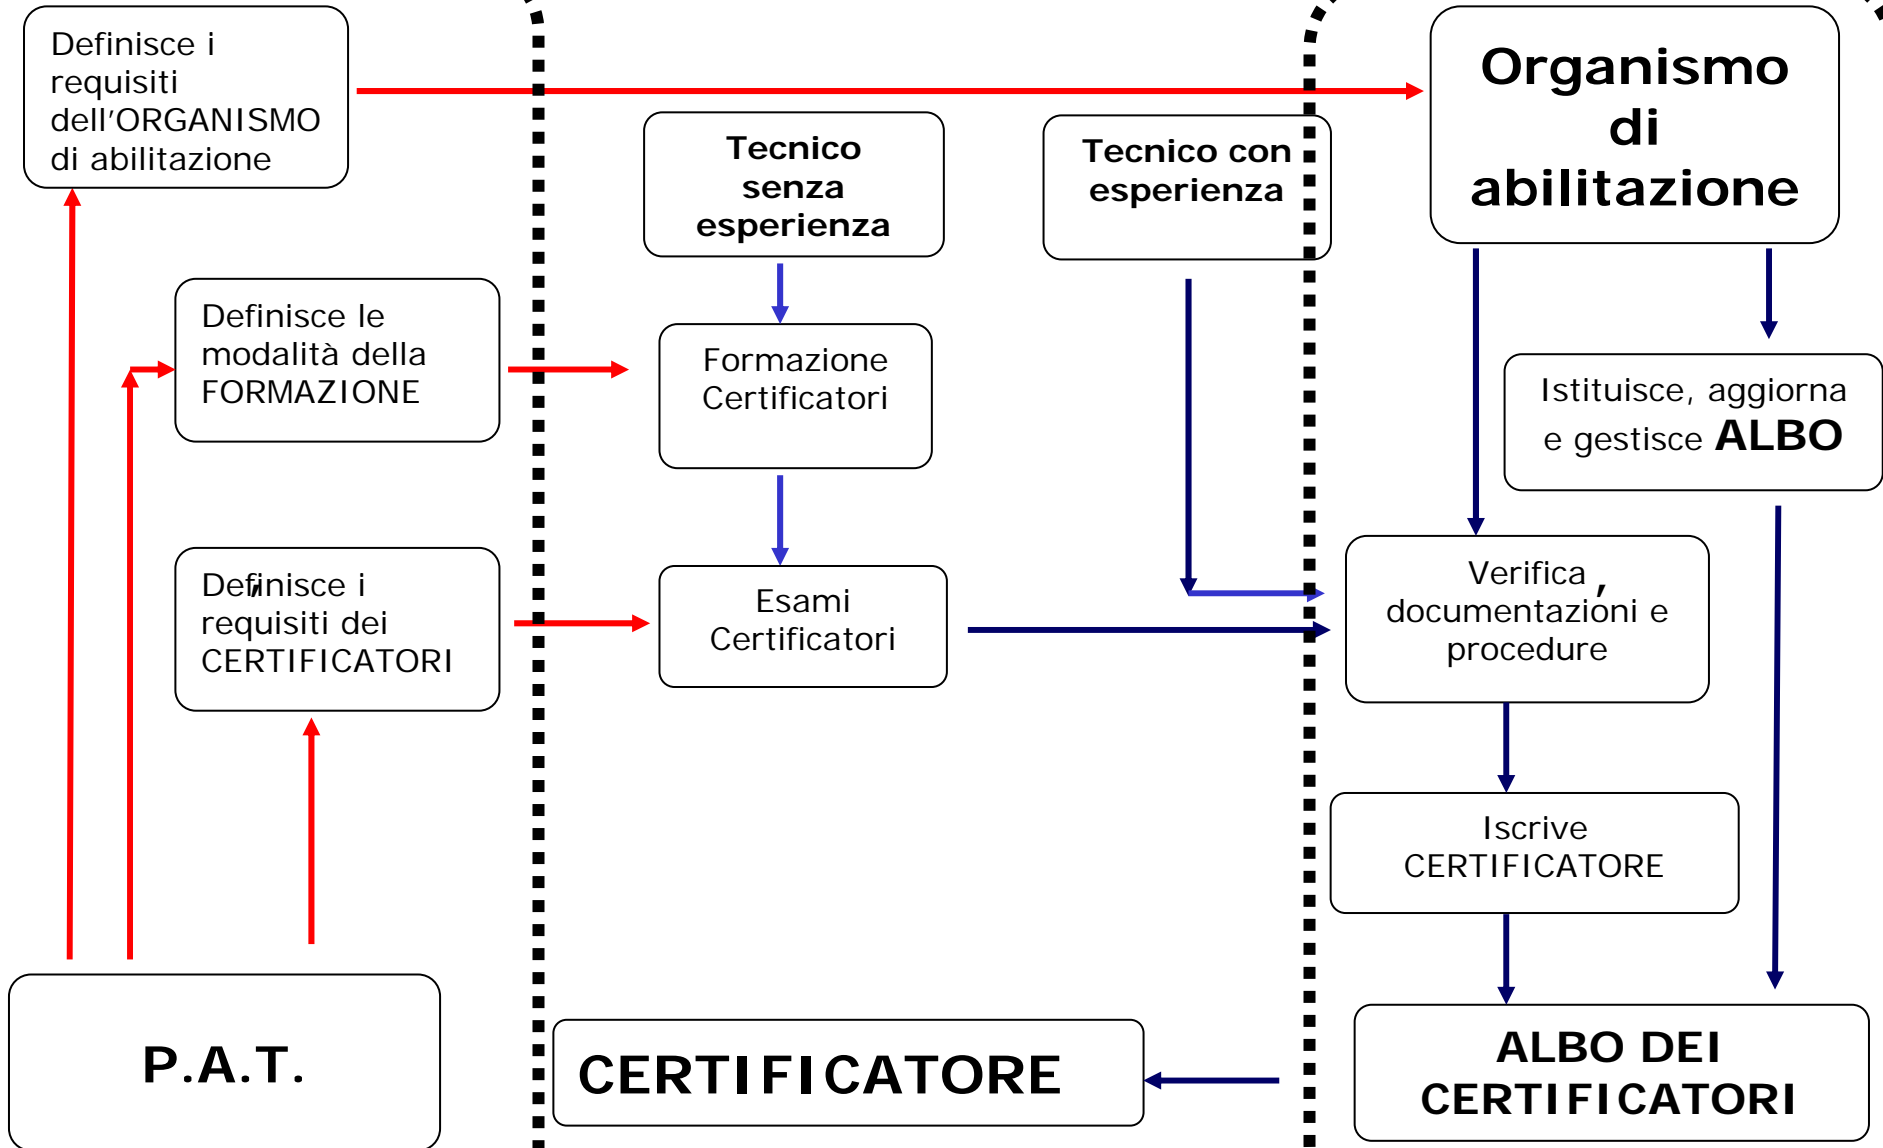 Definisce i
requisiti
dell'ORGANISMO
di abilitazione
Tecnico
senza
esperienza
Tecnico con
esperienza
Organismo
di
abilitazione
Definisce le
modalità della
FORMAZIONE
Formazione
Certificatori
Istituisce, aggiorna
e gestisce ALBO
Definisce i
requisiti dei
CERTIFICATORI
Esami
Certificatori
Verifica
documentazioni e
procedure
Iscrive
CERTIFICATORE
P.A.T.
CERTIFICATORE
ALBO DEI
CERTIFICATORI